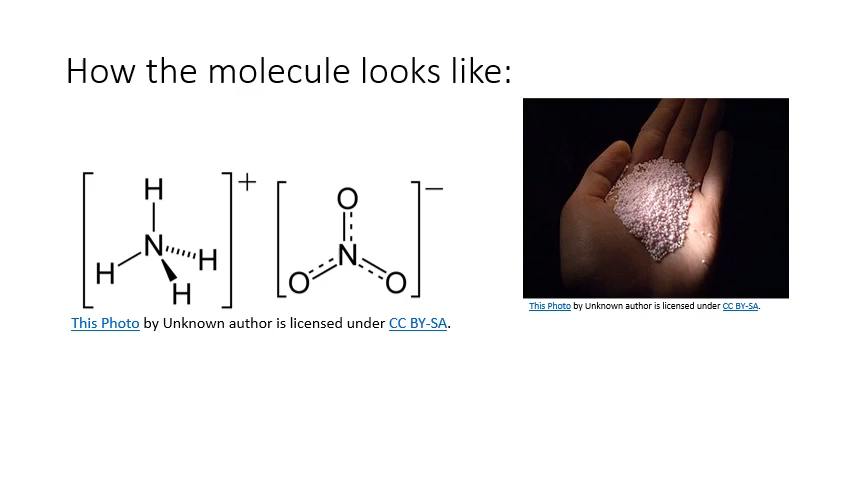 How the molecule looks like:
[ H N H H H ]+ [ O N O O ]−
This Photo by Unknown author is licensed under CC BY-SA.
This Photo by Unknown author is licensed under CC BY-SA.